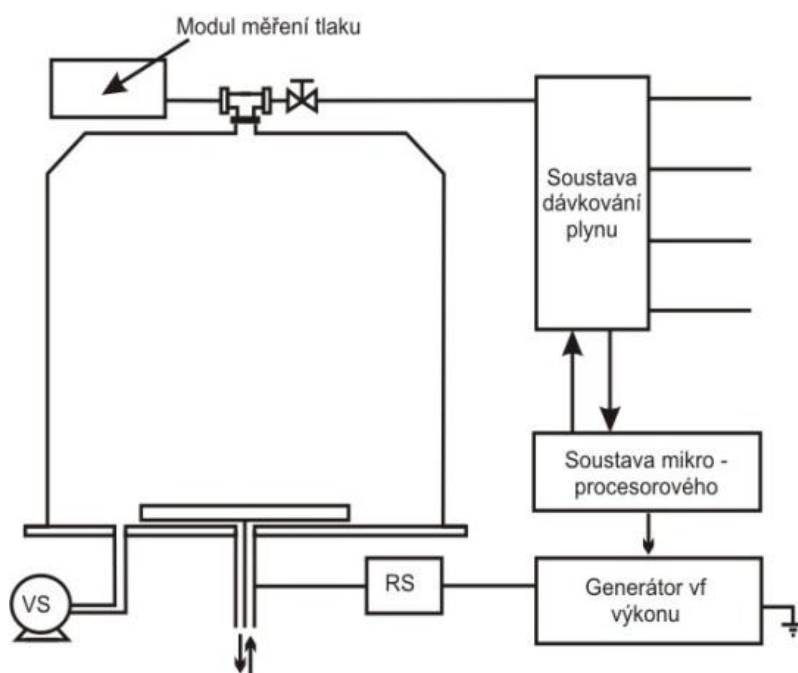 Modul měření tlaku
Soustava
dávkování
plynu
Soustava mikro -
procesorového
VS
RS
Generátor vf
výkonu